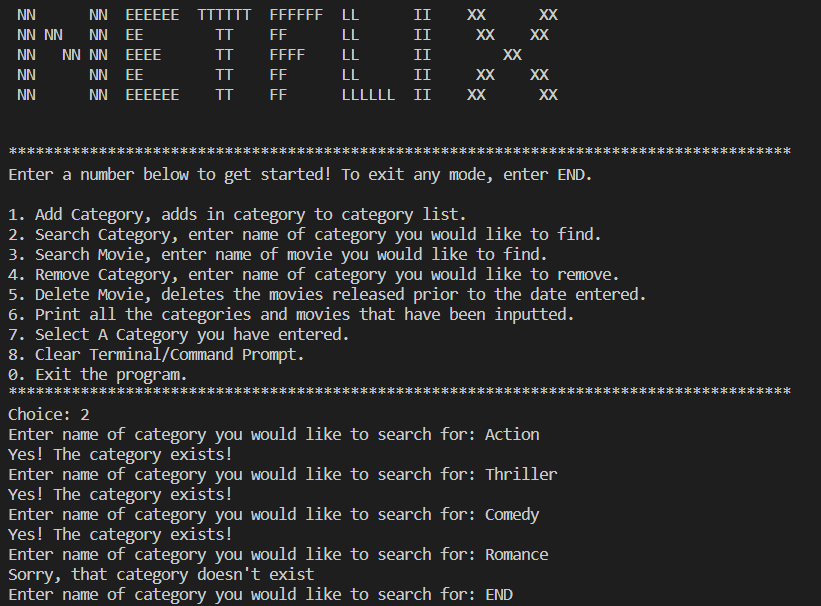 NN      NN  EEEEEE  TTTTTT  FFFFFF  LL      II    XX      XX
NN NN   NN  EE        TT    FF      LL      II     XX    XX
NN   NN NN  EEEE      TT    FFFF    LL      II        XX
NN      NN  EE        TT    FF      LL      II     XX    XX
NN      NN  EEEEEE    TT    FF      LLLLLL  II    XX      XX
***************************************************************************************
Enter a number below to get started! To exit any mode, enter END.
1. Add Category, adds in category to category list.
2. Search Category, enter name of category you would like to find.
3. Search Movie, enter name of movie you would like to find.
4. Remove Category, enter name of category you would like to remove.
5. Delete Movie, deletes the movies released prior to the date entered.
6. Print all the categories and movies that have been inputted.
7. Select A Category you have entered.
8. Clear Terminal/Command Prompt.
0. Exit the program.
***************************************************************************************
Choice: 2
Enter name of category you would like to search for: Action
Yes! The category exists!
Enter name of category you would like to search for: Thriller
Yes! The category exists!
Enter name of category you would like to search for: Comedy
Yes! The category exists!
Enter name of category you would like to search for: Romance
Sorry, that category doesn't exist
Enter name of category you would like to search for: END